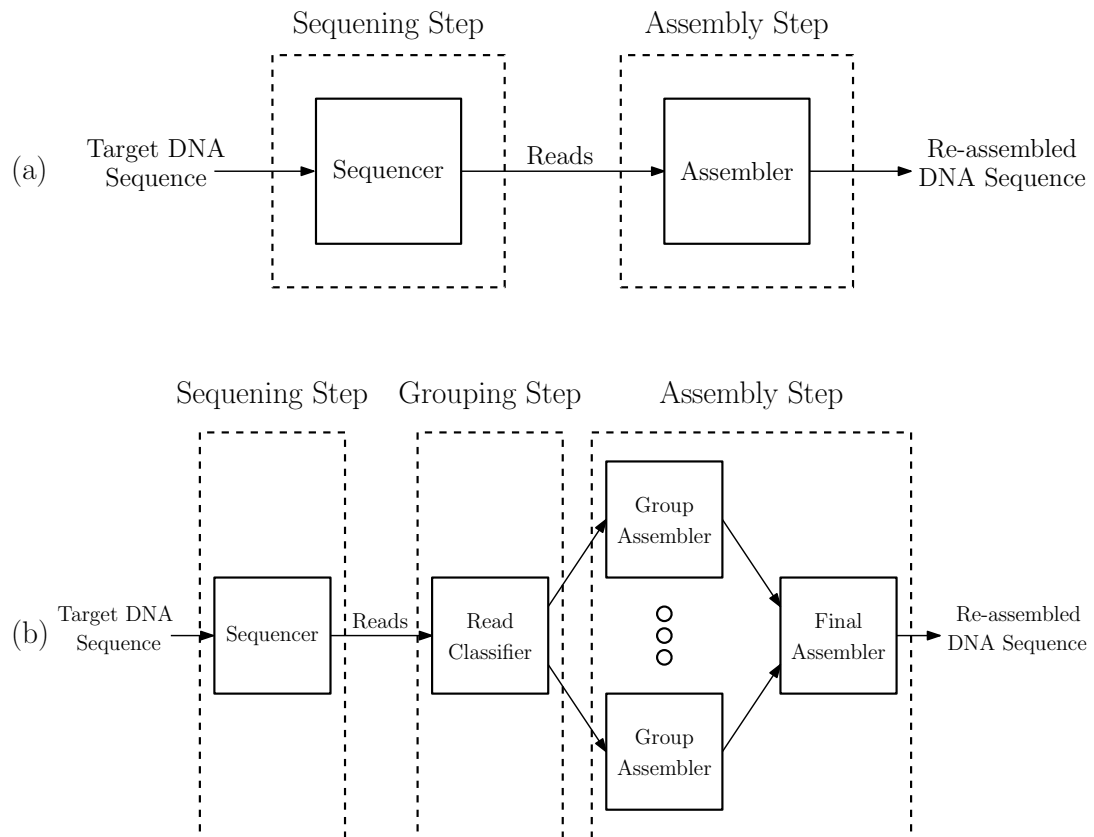 Sequening Step
Assembly Step
(a)
Target DNA
Sequence
Sequencer
Reads
Assembler
Re-assembled
DNA Sequence
Sequening Step
Grouping Step
Assembly Step
(b)
Target DNA
Sequence
Sequencer
Reads
Read
Classifier
Group
Assembler
Group
Assembler
Final
Assembler
Re-assembled
DNA Sequence